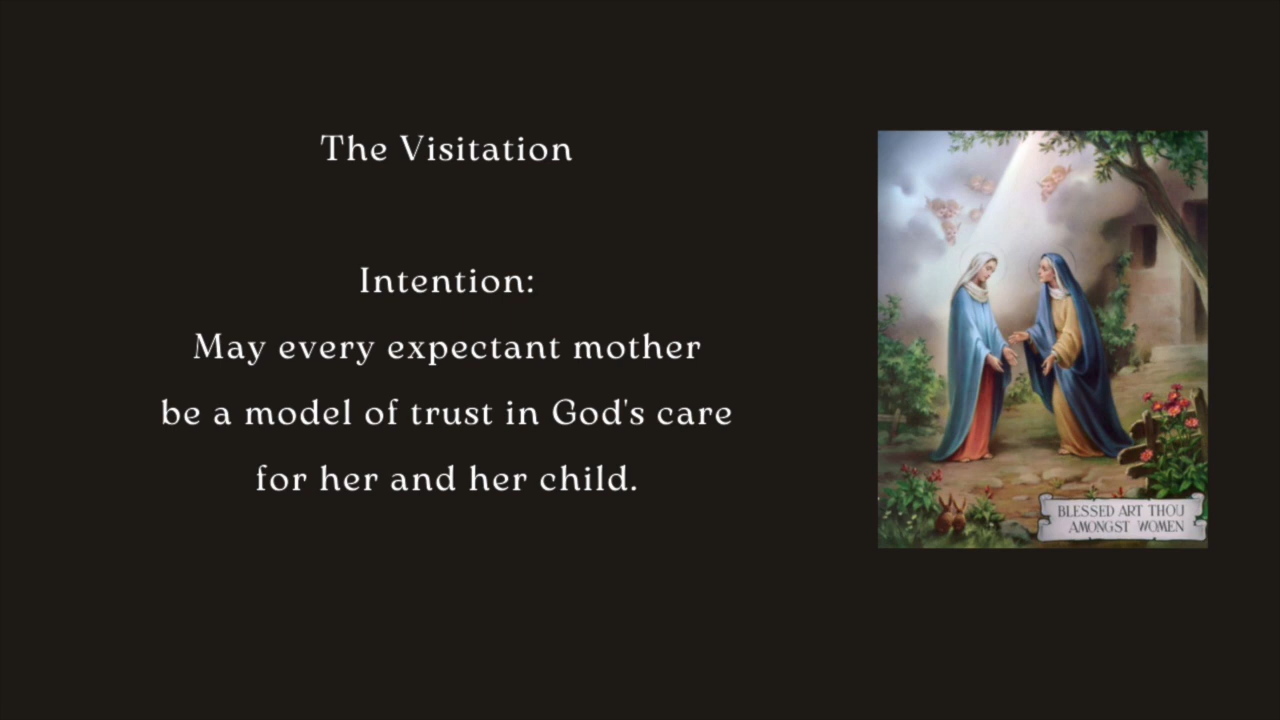 The Visitation
Intention:
May every expectant mother
be a model of trust in God's care
for her and her child.
BLESSED ART THOU
AMONGST WOMEN